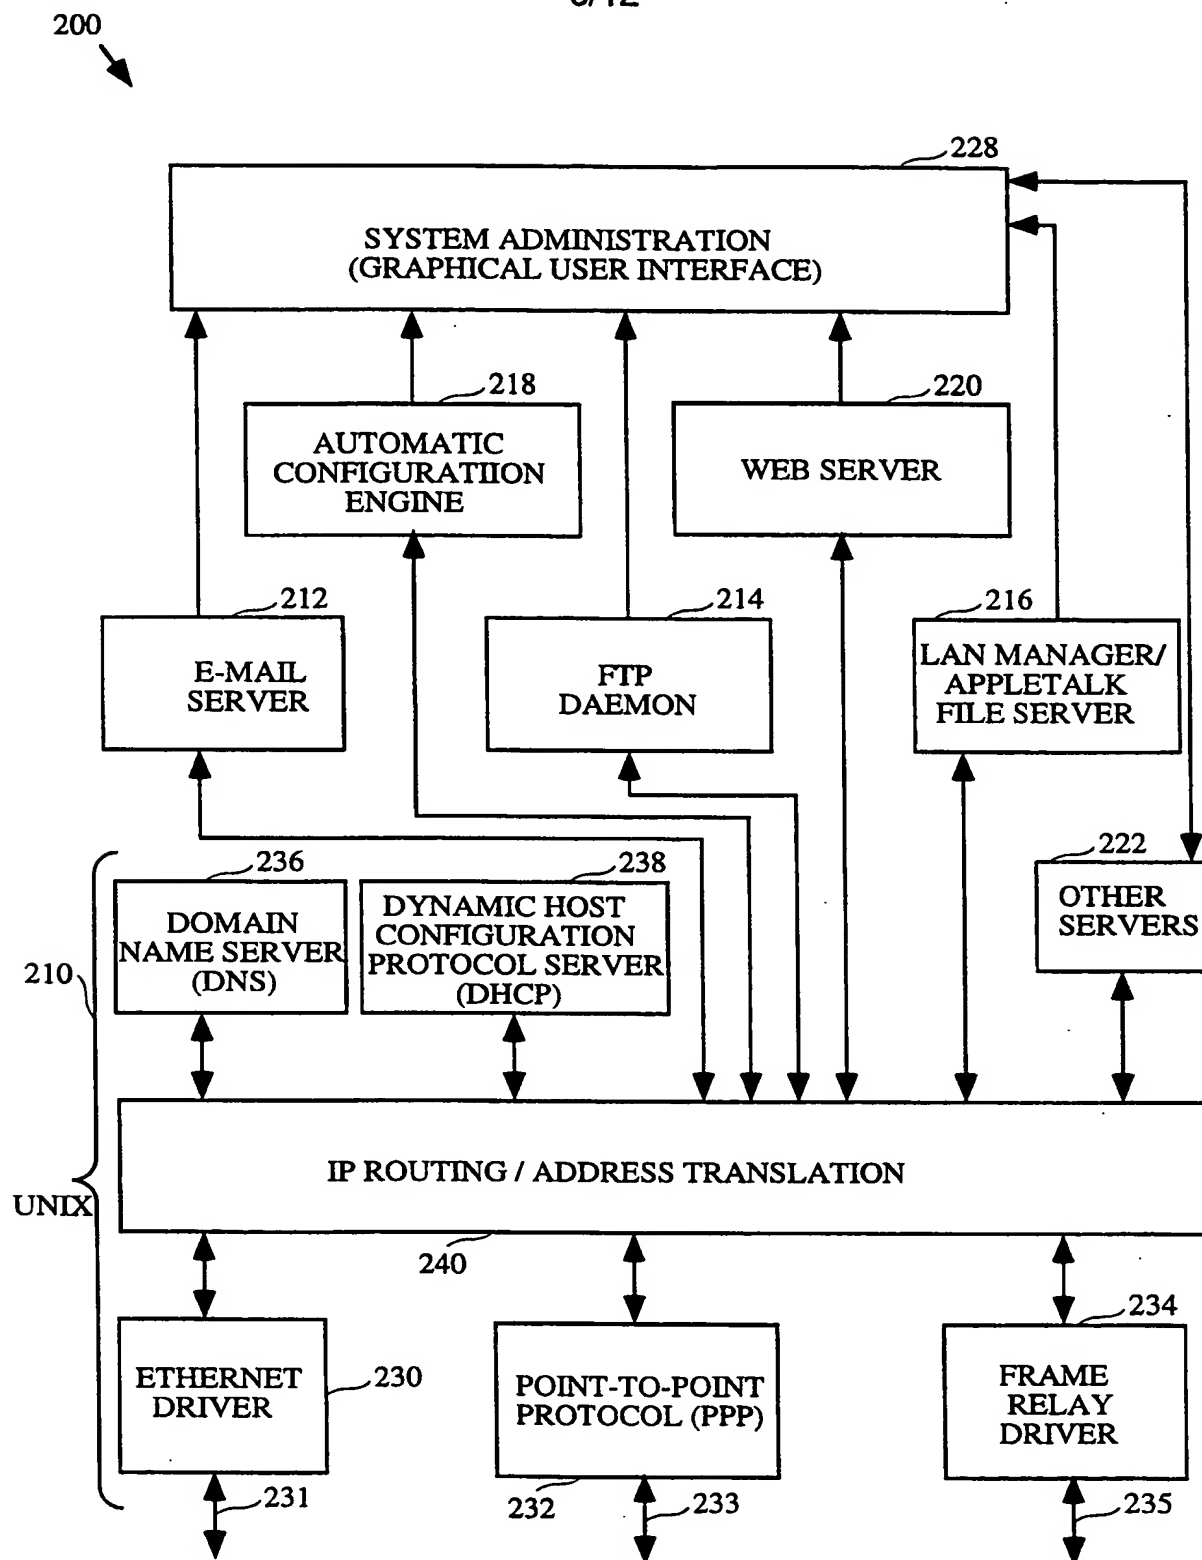 200
228
SYSTEM ADMINISTRATION
(GRAPHICAL USER INTERFACE)
218
220
AUTOMATIC
CONFIGURATIION
ENGINE
WEB SERVER
212
214
216
E-MAIL
SERVER
FTP
DAEMON
LAN MANAGER/
APPLETALK
FILE SERVER
236
238
222
DOMAIN
NAME SERVER
(DNS)
DYNAMIC HOST
CONFIGURATION
PROTOCOL SERVER
(DHCP)
OTHER
SERVERS
210
IP ROUTING / ADDRESS TRANSLATION
UNIX
240
234
ETHERNET
DRIVER
230
POINT-TO-POINT
PROTOCOL (PPP)
FRAME
RELAY
DRIVER
231
232
233
235